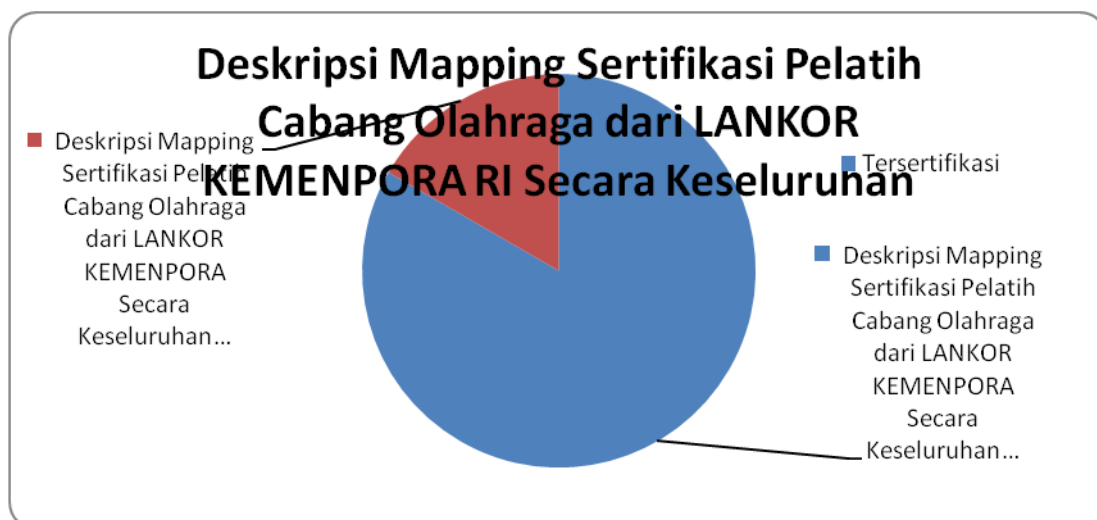 Deskripsi Mapping Sertifikasi Pelatih
Cabang Olahraga dari LANKOR
KEMENPORA RI Secara Keseluruhan
Deskripsi Mapping
Sertifikasi Pelatih
Cabang Olahraga
dari LANKOR
KEMENPORA
Secara
Keseluruhan...
Tersertifikasi
Deskripsi Mapping
Sertifikasi Pelatih
Cabang Olahraga
dari LANKOR
KEMENPORA
Secara
Keseluruhan...